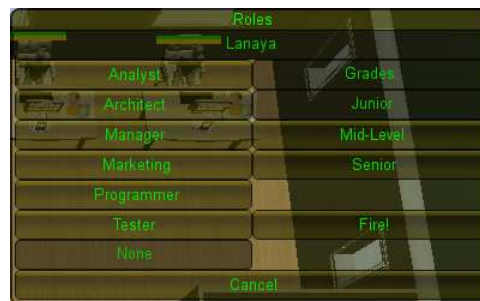 Roles
Lanaya
Analyst
Grades
Architect
Junior
Manager
Mid-Level
Marketing
Senior
Programmer
Tester
Fire!
None
Cancel